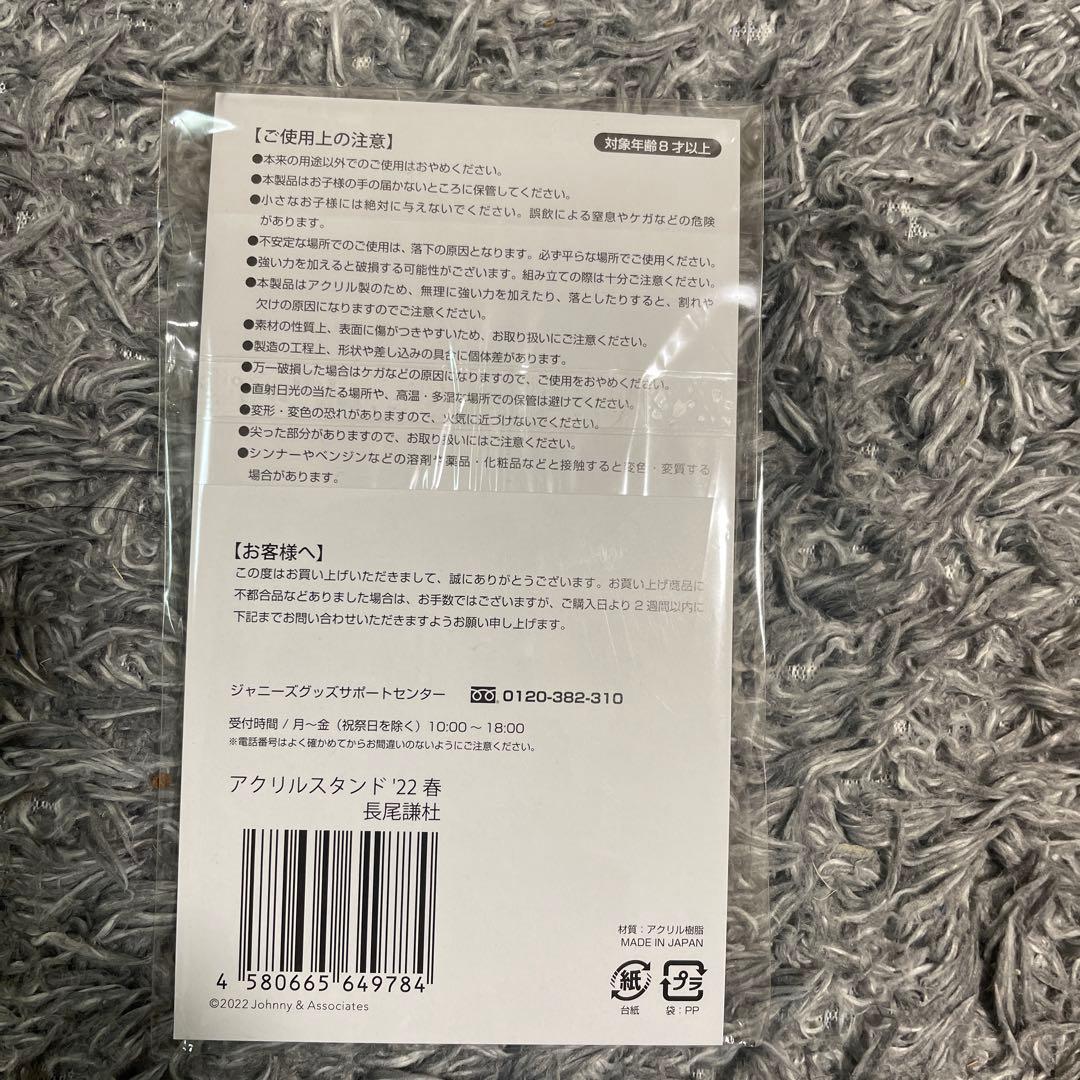 【ご使用上の注意】
対象年齢8才以上
●本来の用途以外でのご使用はおやめください。
●本製品はお子様の手の届かないところに保管してください。
●小さなお子様には絶対に与えないでください。誤飲による窒息やケガなどの危険
があります。
●不安定な場所でのご使用は、落下の原因となります。必ず平らな場所でご使用ください。
●強い力を加えると破損する可能性がございます。組み立ての際は十分ご注意ください。
●本製品はアクリル製のため、無理に強い力を加えたり、落としたりすると、割れや
欠けの原因になりますのでご注意ください。
●素材の性質上、表面に傷がつきやすいため、お取り扱いにご注意ください。
●製造の工程上、形状や差し込みの具合に個体差があります。
●万一破損した場合はケガなどの原因になりますので、ご使用をおやめください。
●直射日光の当たる場所や、高温・多湿な場所での保管は避けてください。
●変形・変色の恐れがありますので、火気に近づけないでください。
●尖った部分がありますので、お取り扱いにはご注意ください。
●シンナーやベンジンなどの溶剤や薬品・化粧品などと接触すると変色・変質する
場合があります。
【お客様へ】
この度はお買い上げいただきまして、誠にありがとうございます。お買い上げ商品に
不都合品などありました場合は、お手数ではございますが、ご購入日より2週間以内に
下記までお問い合わせいただきますようお願い申し上げます。
ジャニーズグッズサポートセンター 0120-382-310
受付時間 / 月～金（祝祭日を除く）10:00～18:00
※電話番号はよく確かめてからお間違いのないようにご注意ください。
アクリルスタンド '22 春
長尾謙杜
4 580665 649784
©2022 Johnny & Associates
材質：アクリル樹脂
MADE IN JAPAN
紙 プラ
台紙 袋：PP